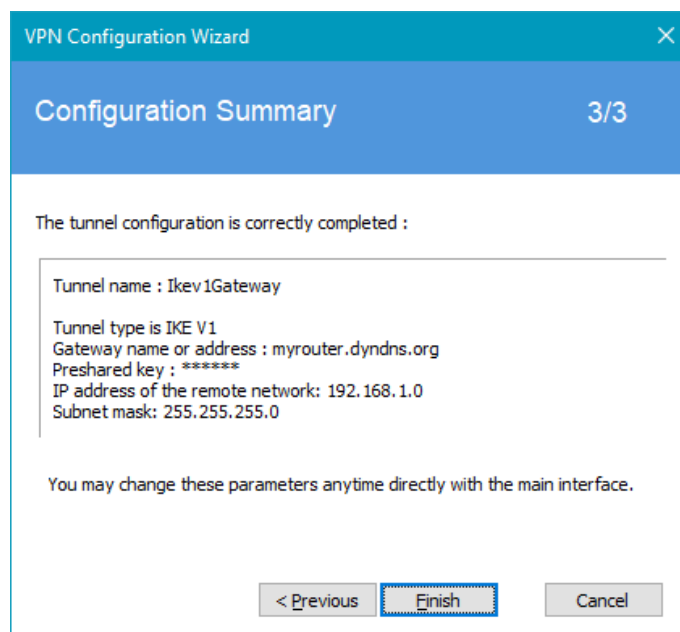 VPN Configuration Wizard
Configuration Summary 3/3
The tunnel configuration is correctly completed :
Tunnel name : Ikev1Gateway
Tunnel type is IKE V1
Gateway name or address : myrouter.dyndns.org
Preshared key : ******
IP address of the remote network: 192.168.1.0
Subnet mask: 255.255.255.0
You may change these parameters anytime directly with the main interface.
< Previous Finish Cancel